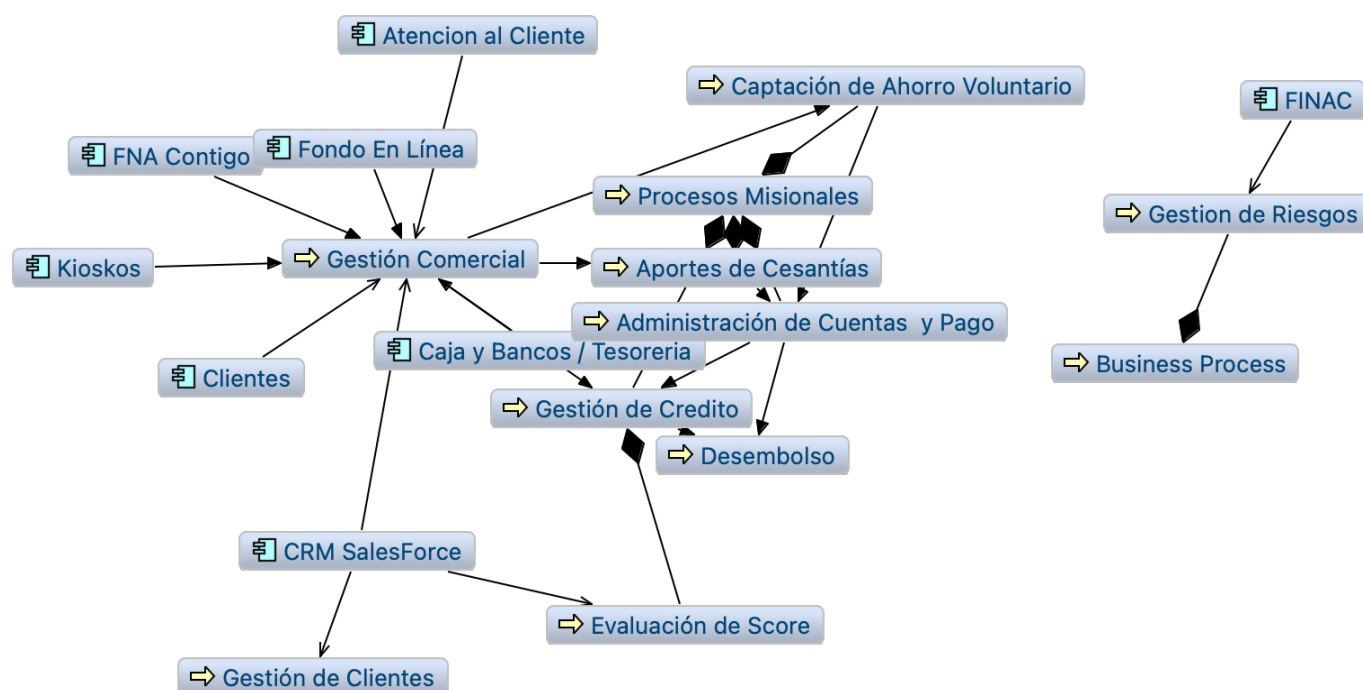 Atencion al Cliente
Captación de Ahorro Voluntario
FINAC
Fondo En Línea
FNA Contigo
Procesos Misionales
Gestion de Riesgos
Gestión Comercial
Kioskos
Aportes de Cesantías
Administración de Cuentas  y Pago
Caja y Bancos / Tesoreria
Business Process
Clientes
Gestión de Credito
Desembolso
CRM SalesForce
Evaluación de Score
Gestión de Clientes